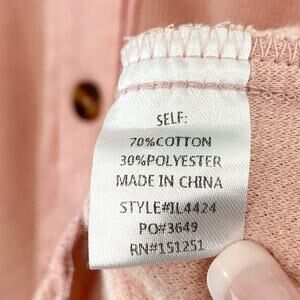 SELF:
70%COTTON
30%POLYESTER
MADE IN CHINA
STYLE#IL4424
PO#3649
RN#151251